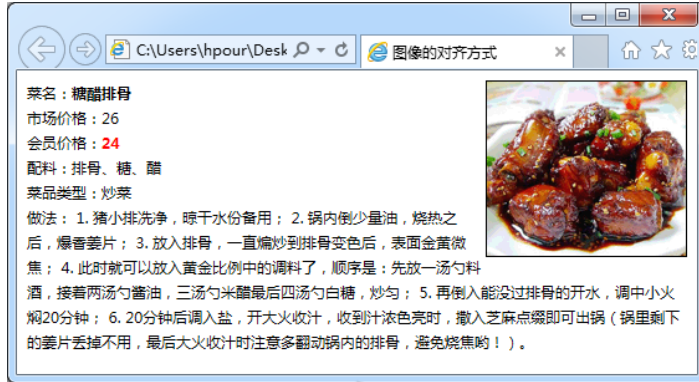 C:\Users\hpour\Desk
图像的对齐方式
菜名：糖醋排骨
市场价格：26
会员价格：24
配料：排骨、糖、醋
菜品类型：炒菜
做法： 1. 猪小排洗净，晾干水份备用； 2. 锅内倒少量油，烧热之
后，爆香姜片； 3. 放入排骨，一直煸炒到排骨变色后，表面金黄微
焦； 4. 此时就可以放入黄金比例中的调料了，顺序是：先放一汤勺料
酒，接着两汤勺酱油，三汤勺米醋最后四汤勺白糖，炒匀； 5. 再倒入能没过排骨的开水，调中小火
焖20分钟； 6. 20分钟后调入盐，开大火收汁，收到汁浓色亮时，撒入芝麻点缀即可出锅（锅里剩下
的姜片丢掉不用，最后大火收汁时注意多翻动锅内的排骨，避免烧焦哟！）。